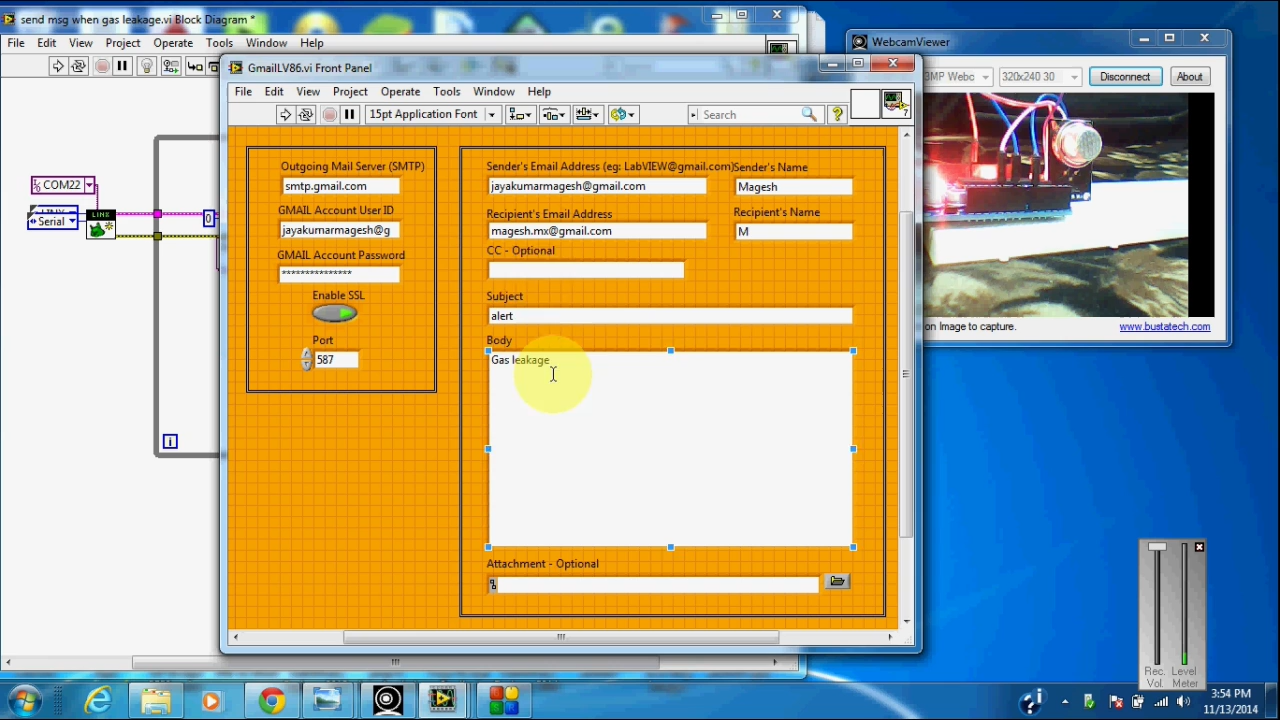 send msg when gas leakage.vi Block Diagram *
File Edit View Project Operate Tools Window Help
WebcamViewer
3MP Webc 320x240 30 Disconnect About
GmailLV86.vi Front Panel
File Edit View Project Operate Tools Window Help
15pt Application Font Search
7
COM22
LINX
Serial
0
i
Outgoing Mail Server (SMTP)
smtp.gmail.com
GMAIL Account User ID
jayakumarmagesh@g
GMAIL Account Password
***************
Enable SSL
Port
587
Sender's Email Address (eg: LabVIEW@gmail.com) Sender's Name
jayakumarmagesh@gmail.com Magesh
Recipient's Email Address Recipient's Name
magesh.mx@gmail.com M
CC - Optional
Subject
alert
Body
Gas leakage
Attachment - Optional
on Image to capture. www.bustatech.com
Rec. Level
Vol. Meter
3:54 PM
11/13/2014